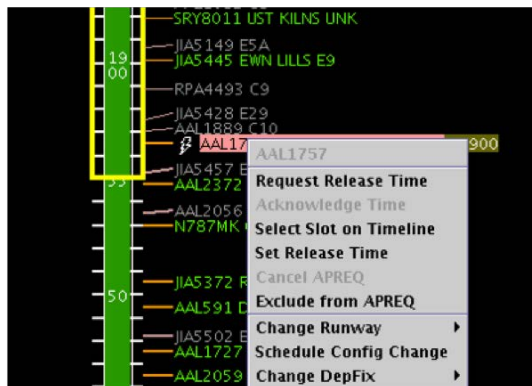 SRY8011 UST KILNS UNK
JIA5149 E5A
19
00
JIA5445 EWN LILLS E9
RPA4493 C9
JIA5428 E29
AAL1889 C10
AAL17
900
AAL1757
JIA5457 E
55
AAL2372
Request Release Time
Acknowledge Time
AAL2056
Select Slot on Timeline
N787MK
Set Release Time
Cancel APREQ
JIA5372 R
50
Exclude from APREQ
AAL591 D
JIA5502 E
Change Runway
AAL1727
Schedule Config Change
AAL2059
Change DepFix